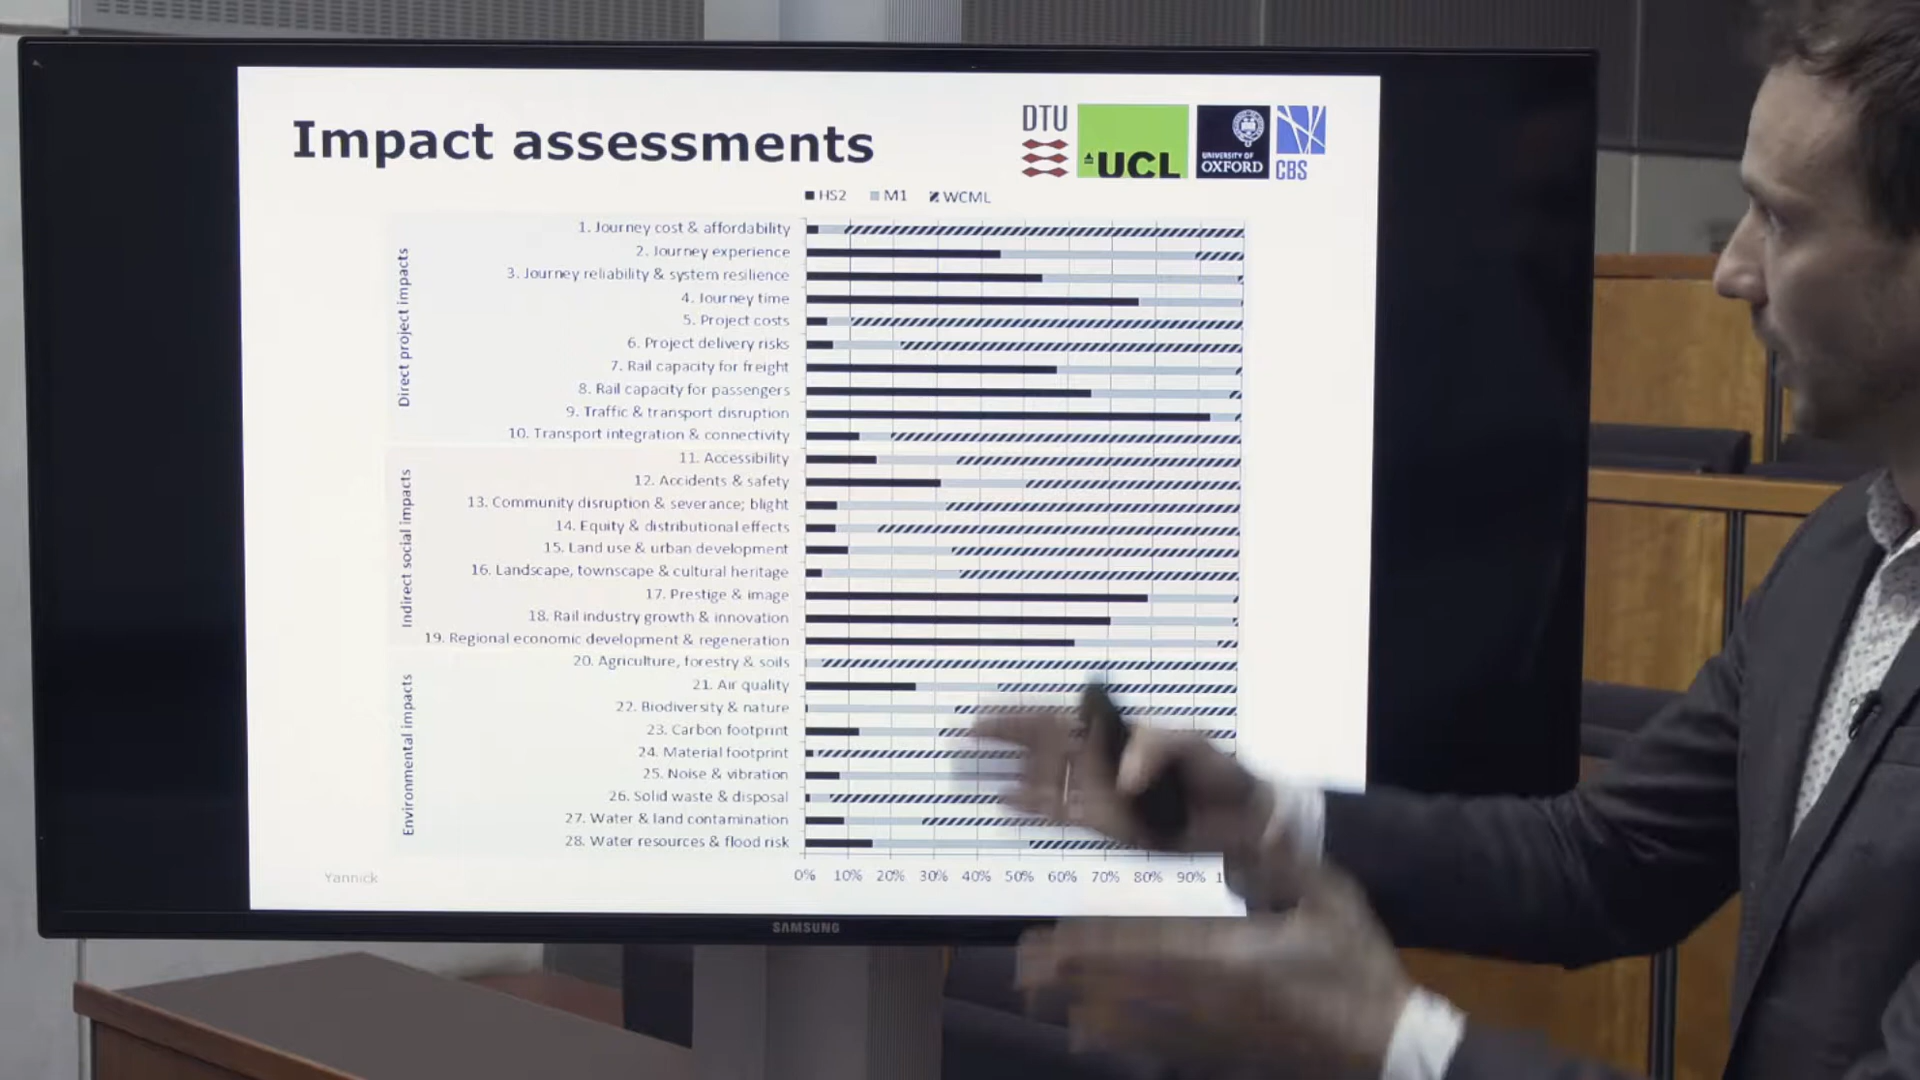 Impact assessments
DTU
UCL
UNIVERSITY OF
OXFORD
CBS
HS2 M1 WCML
Direct project impacts
1. Journey cost & affordability
2. Journey experience
3. Journey reliability & system resilience
4. Journey time
5. Project costs
6. Project delivery risks
7. Rail capacity for freight
8. Rail capacity for passengers
9. Traffic & transport disruption
10. Transport integration & connectivity
Indirect social impacts
11. Accessibility
12. Accidents & safety
13. Community disruption & severance; blight
14. Equity & distributional effects
15. Land use & urban development
16. Landscape, townscape & cultural heritage
17. Prestige & image
18. Rail industry growth & innovation
19. Regional economic development & regeneration
Environmental impacts
20. Agriculture, forestry & soils
21. Air quality
22. Biodiversity & nature
23. Carbon footprint
24. Material footprint
25. Noise & vibration
26. Solid waste & disposal
27. Water & land contamination
28. Water resources & flood risk
0% 10% 20% 30% 40% 50% 60% 70% 80% 90%
Yannick
SAMSUNG